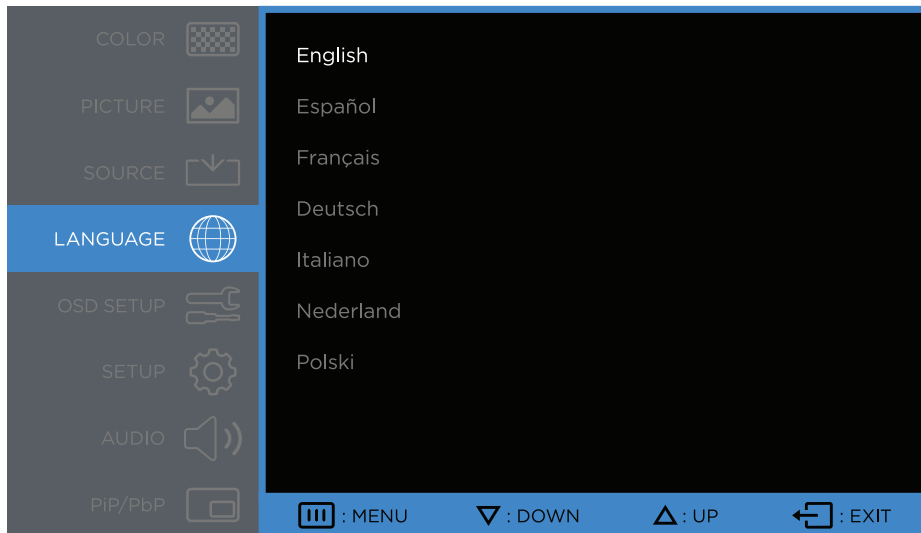 COLOR
PICTURE
SOURCE
LANGUAGE
OSD SETUP
SETUP
AUDIO
PiP/PbP
English
Español
Français
Deutsch
Italiano
Nederland
Polski
: MENU : DOWN : UP : EXIT